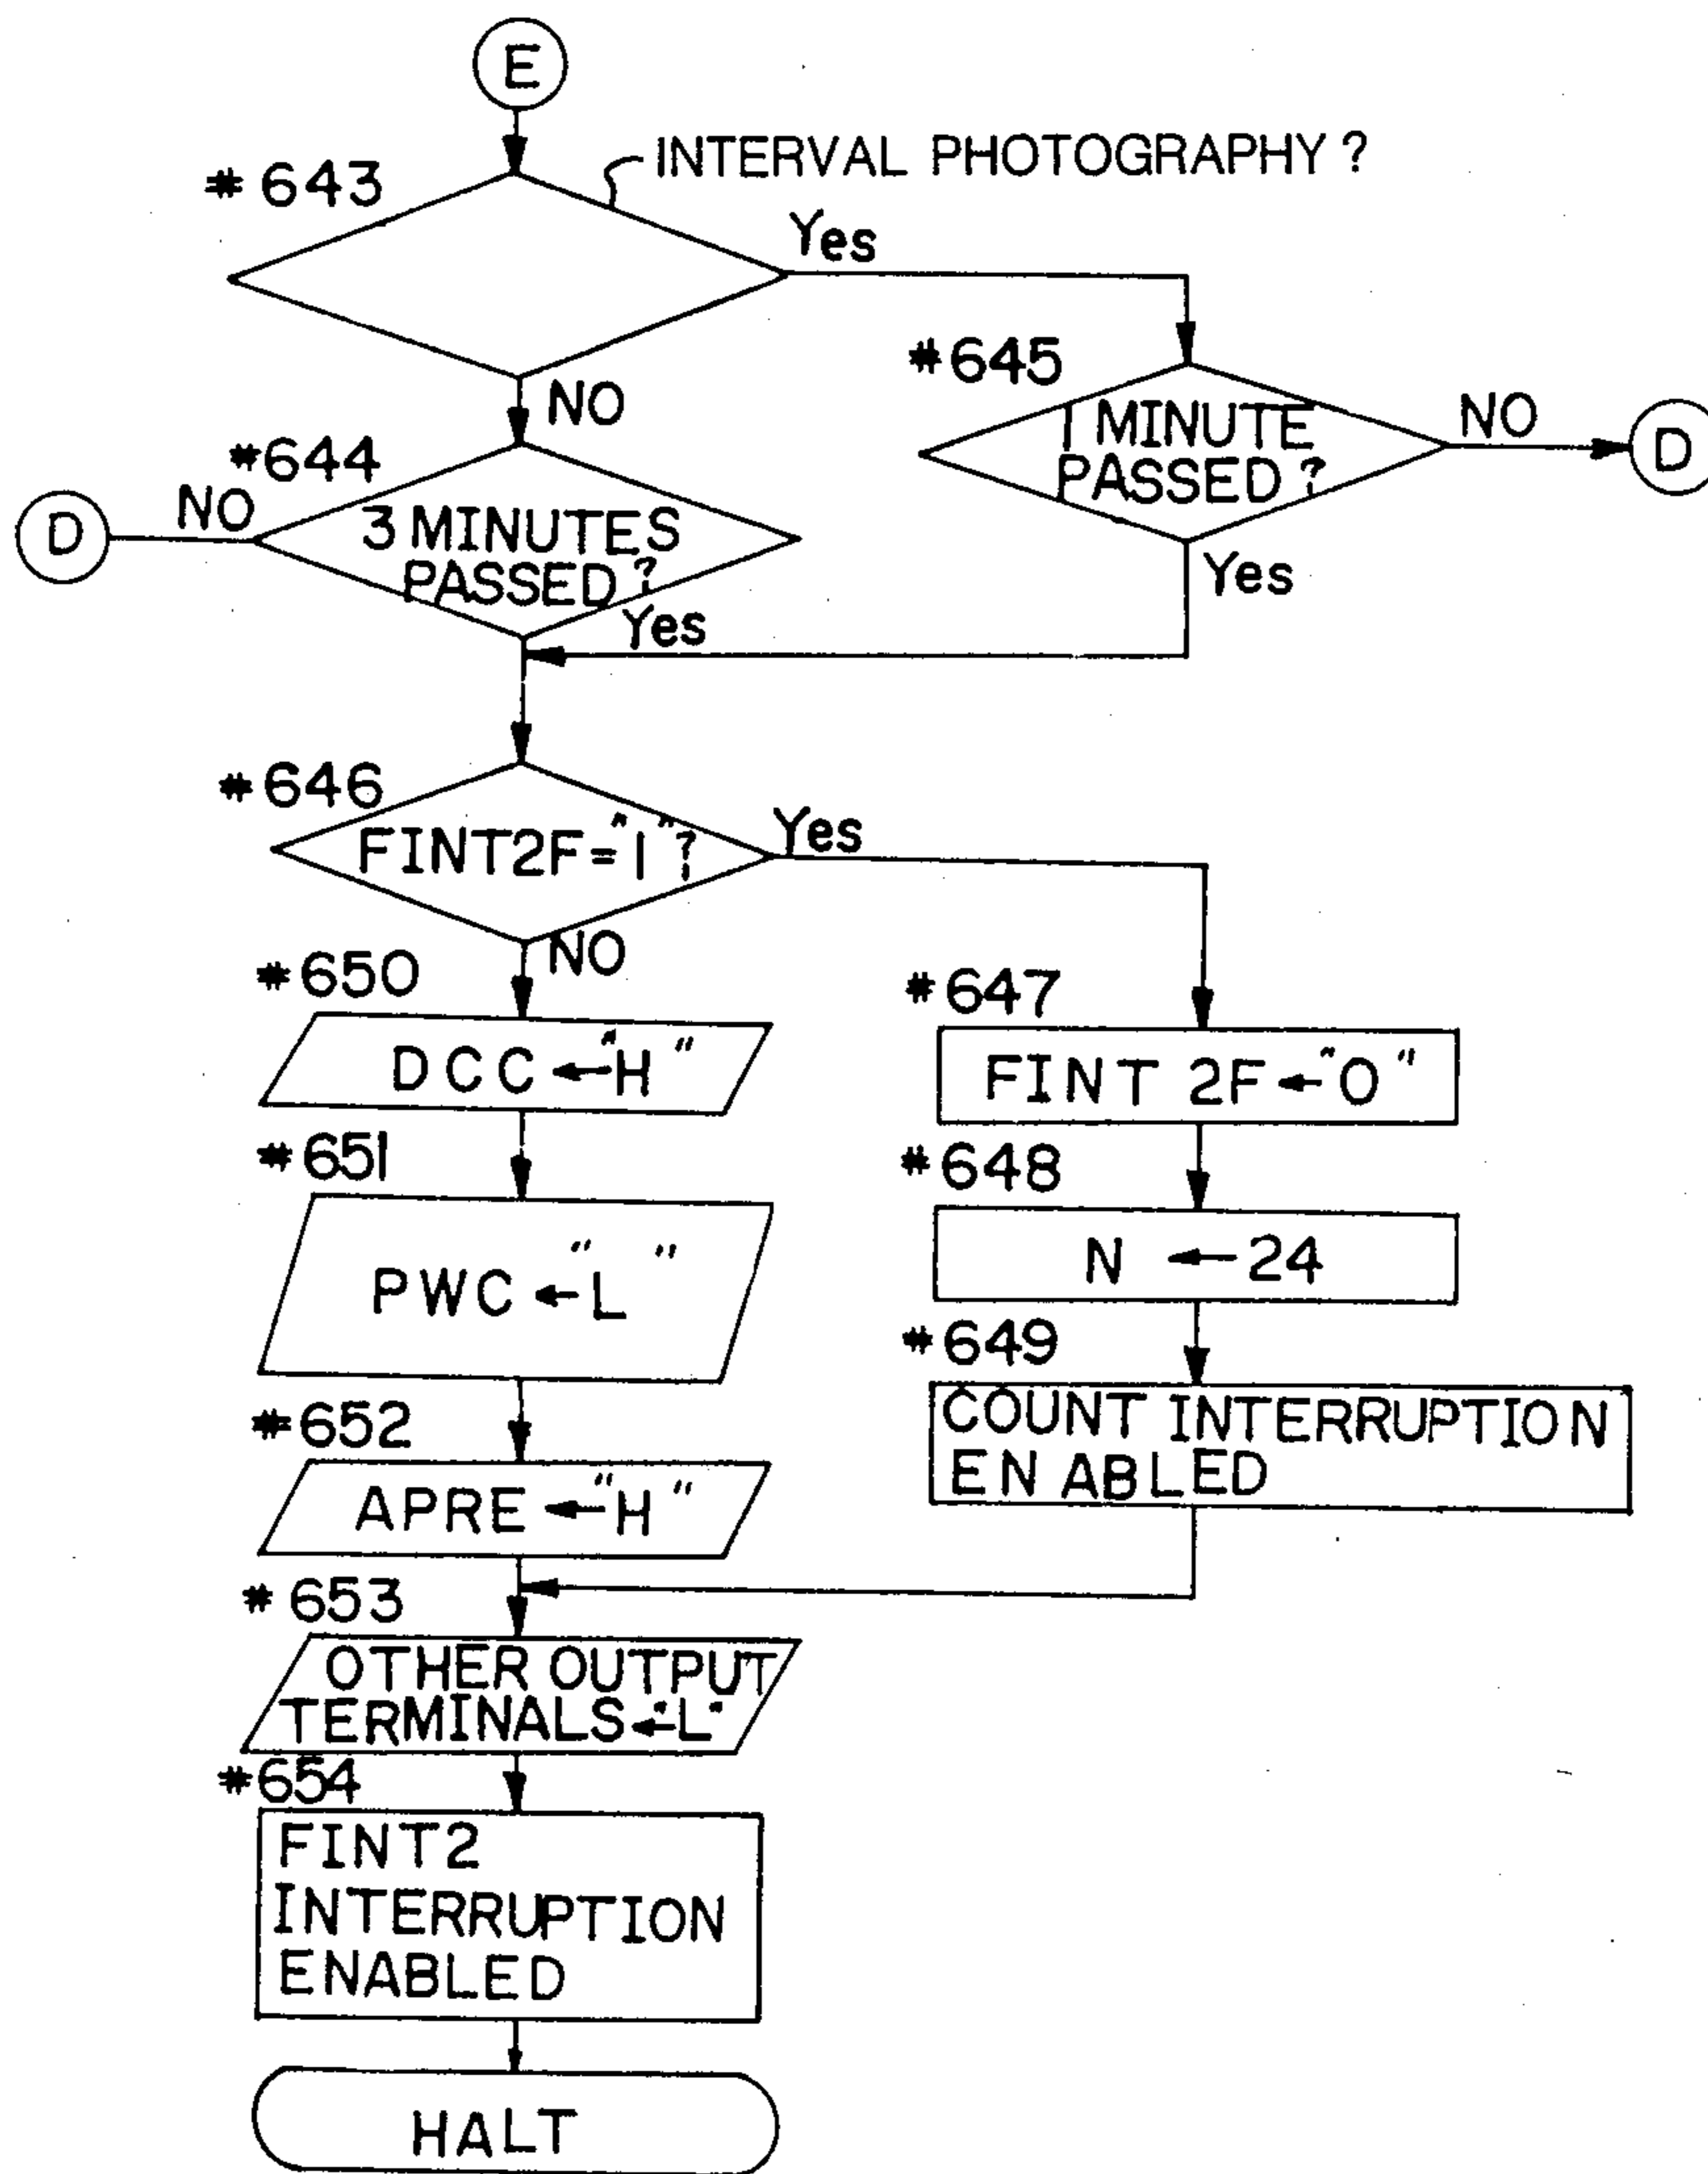 E
INTERVAL PHOTOGRAPHY ?
*643
Yes
NO
*645
1 MINUTE
PASSED ?
NO
D
Yes
*644
NO
D
3 MINUTES
PASSED ?
Yes
*646
FINT2F="1"?
Yes
NO
*650
DCC ← "H"
*647
FINT 2F ← "0"
*651
PWC ← "L"
*648
N ← 24
*649
COUNT INTERRUPTION
ENABLED
*652
APRE ← "H"
*653
OTHER OUTPUT
TERMINALS ← "L"
*654
FINT2
INTERRUPTION
ENABLED
HALT